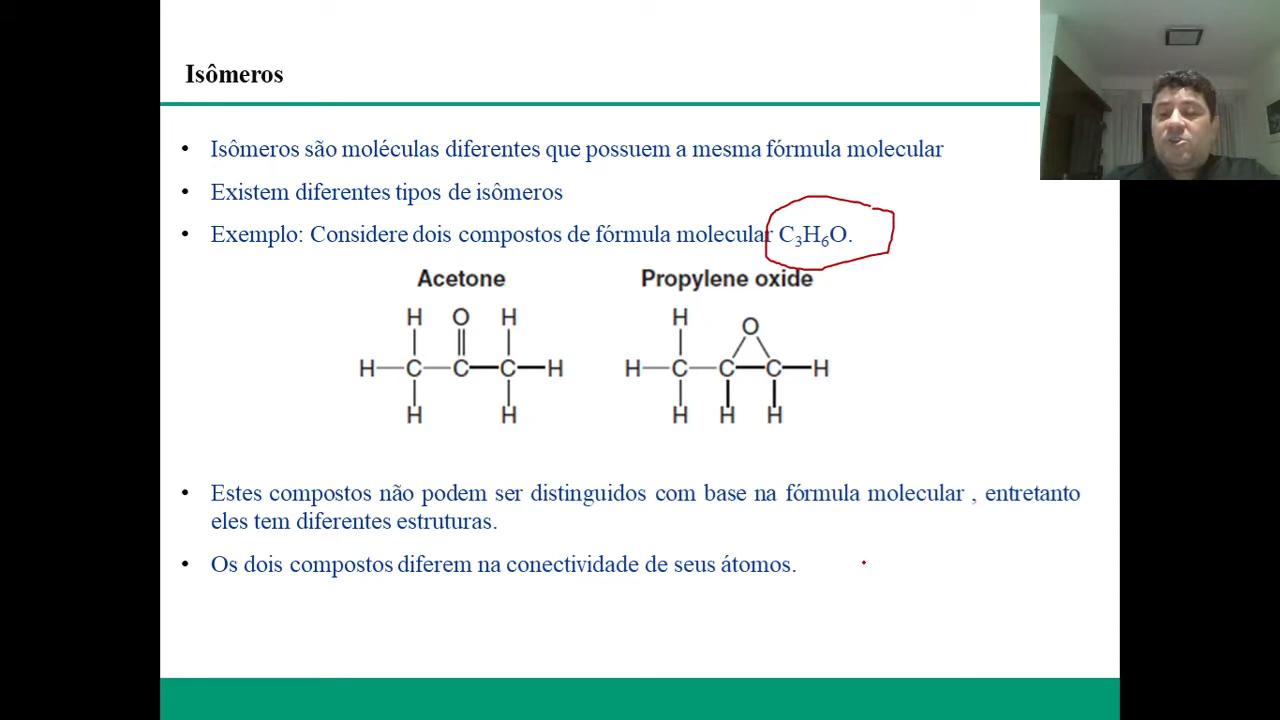 Isômeros
• Isômeros são moléculas diferentes que possuem a mesma fórmula molecular
• Existem diferentes tipos de isômeros
• Exemplo: Considere dois compostos de fórmula molecular C₃H₆O.
Acetone
H O H
H C C C H
H H
Propylene oxide
H O
H C C C H
H H H
• Estes compostos não podem ser distinguidos com base na fórmula molecular , entretanto
eles tem diferentes estruturas.
• Os dois compostos diferem na conectividade de seus átomos.